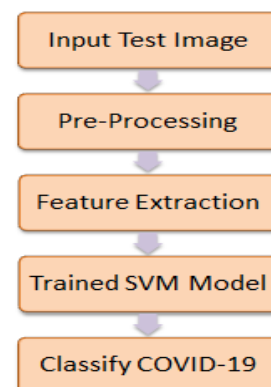 Input Test Image
Pre-Processing
Feature Extraction
Trained SVM Model
Classify COVID-19